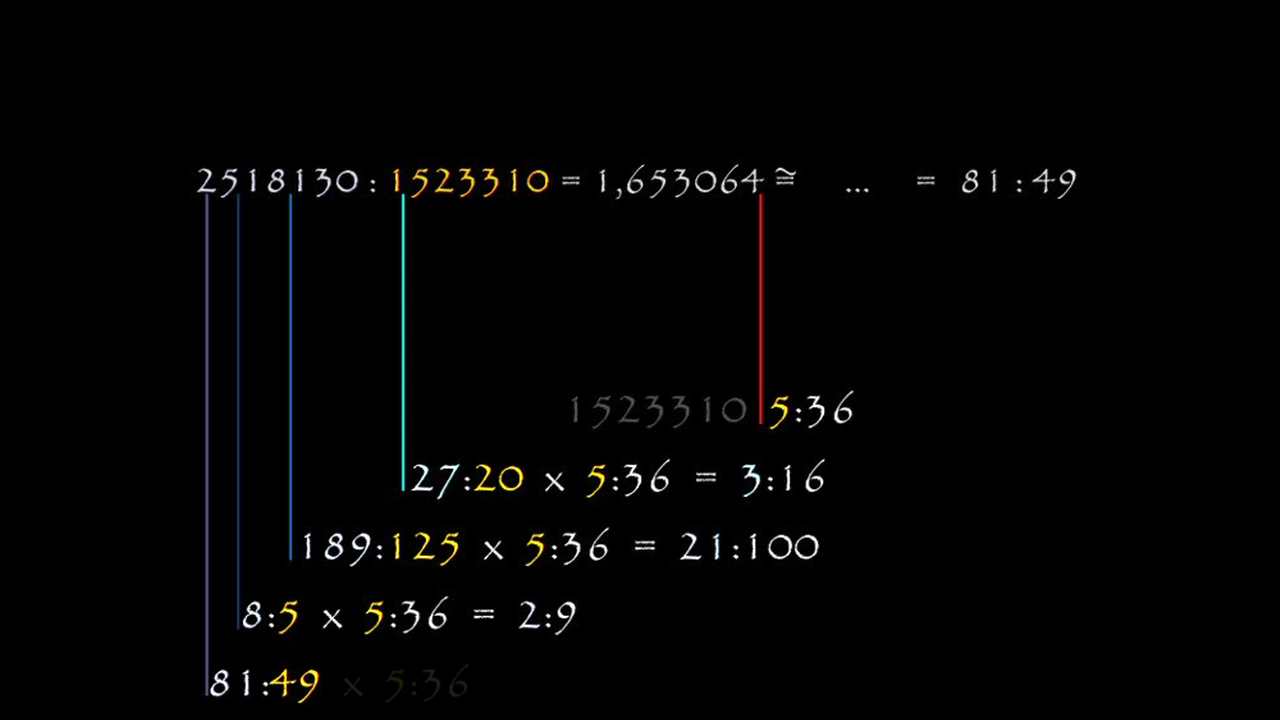 2518130 : 1523310 = 1,653064 ≅ ... = 81:49
1523310 5:36
27:20 x 5:36 = 3:16
189:125 x 5:36 = 21:100
8:5 x 5:36 = 2:9
81:49 x 5:36